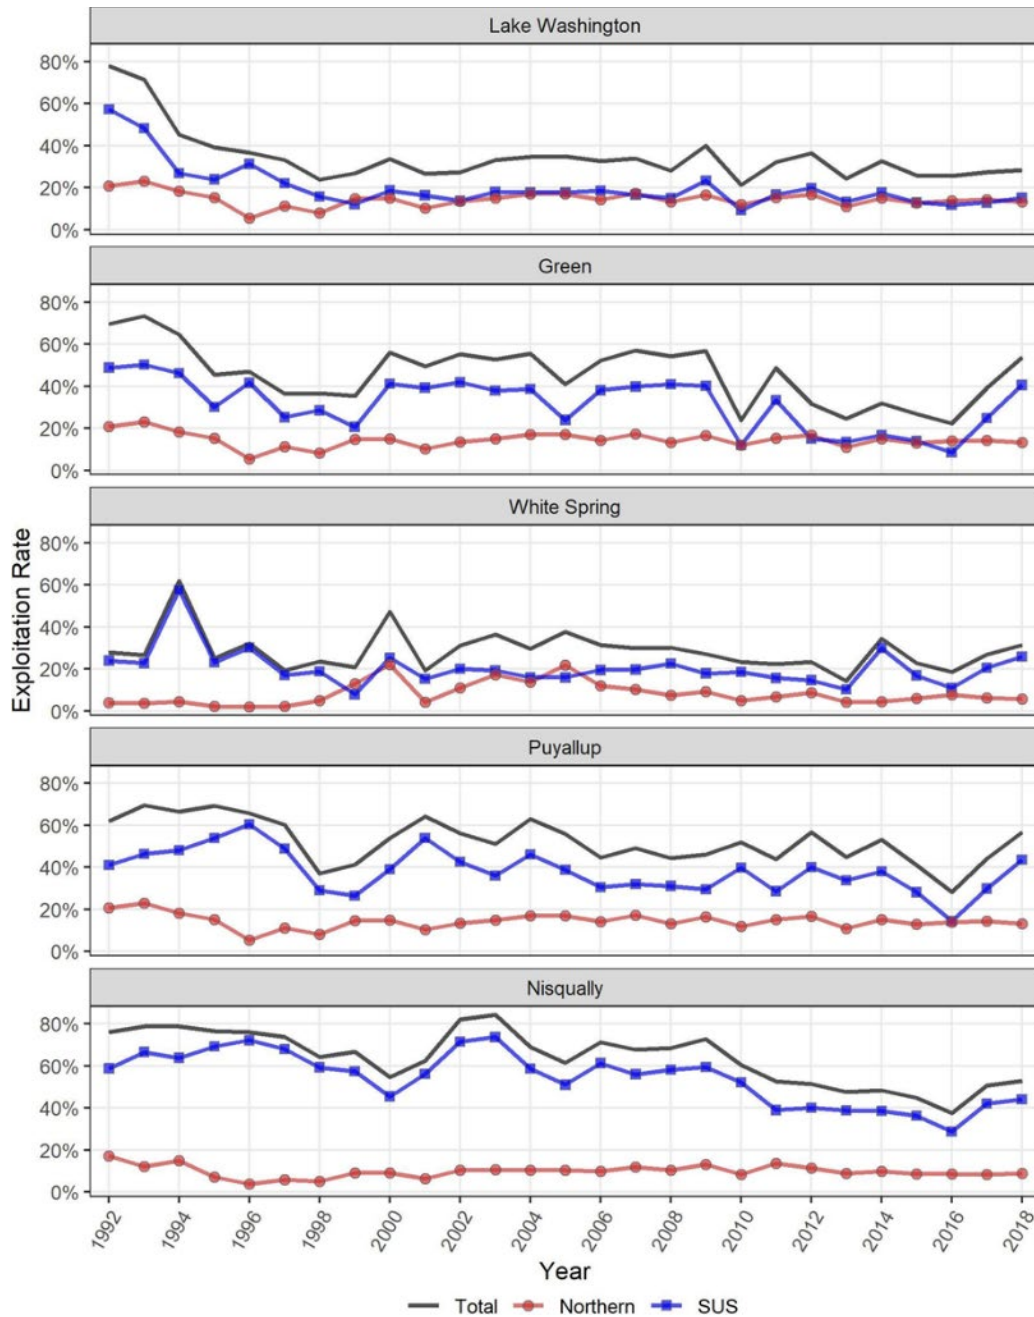 Lake Washington
80%
60%
40%
20%
0%
Green
80%
60%
40%
20%
0%
White Spring
80%
60%
40%
20%
0%
Puyallup
80%
60%
40%
20%
0%
Nisqually
80%
60%
40%
20%
0%
Exploitation Rate
1992 1994 1996 1998 2000 2002 2004 2006 2008 2010 2012 2014 2016 2018
Year
Total Northern SUS